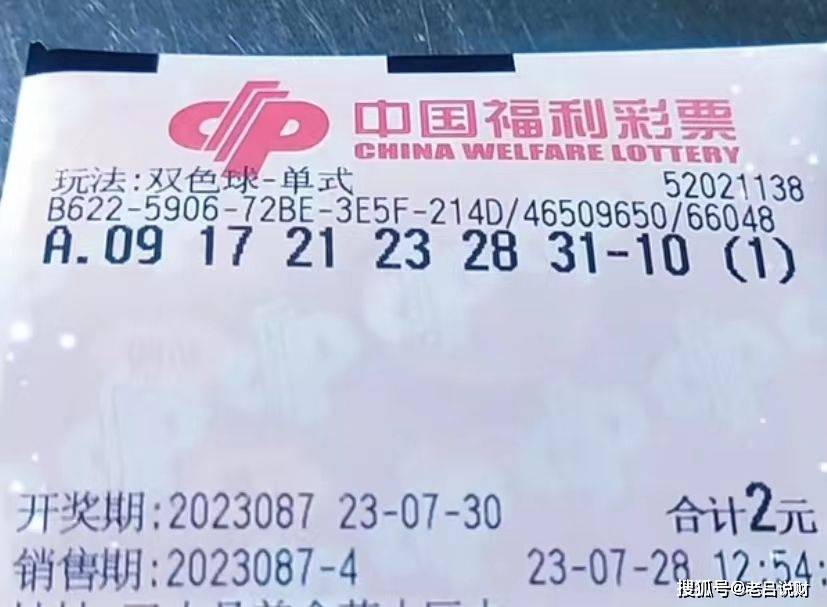 中国福利彩票
CHINA WELFARE LOTTERY
玩法:双色球-单式 52021138
B622-5906-72BE-3E5F-214D/46509650/66048
A.09 17 21 23 28 31-10 (1)
开奖期:2023087 23-07-30 合计2元
销售期:2023087-4 23-07-28 12:54:
搜狐号@老吕说财